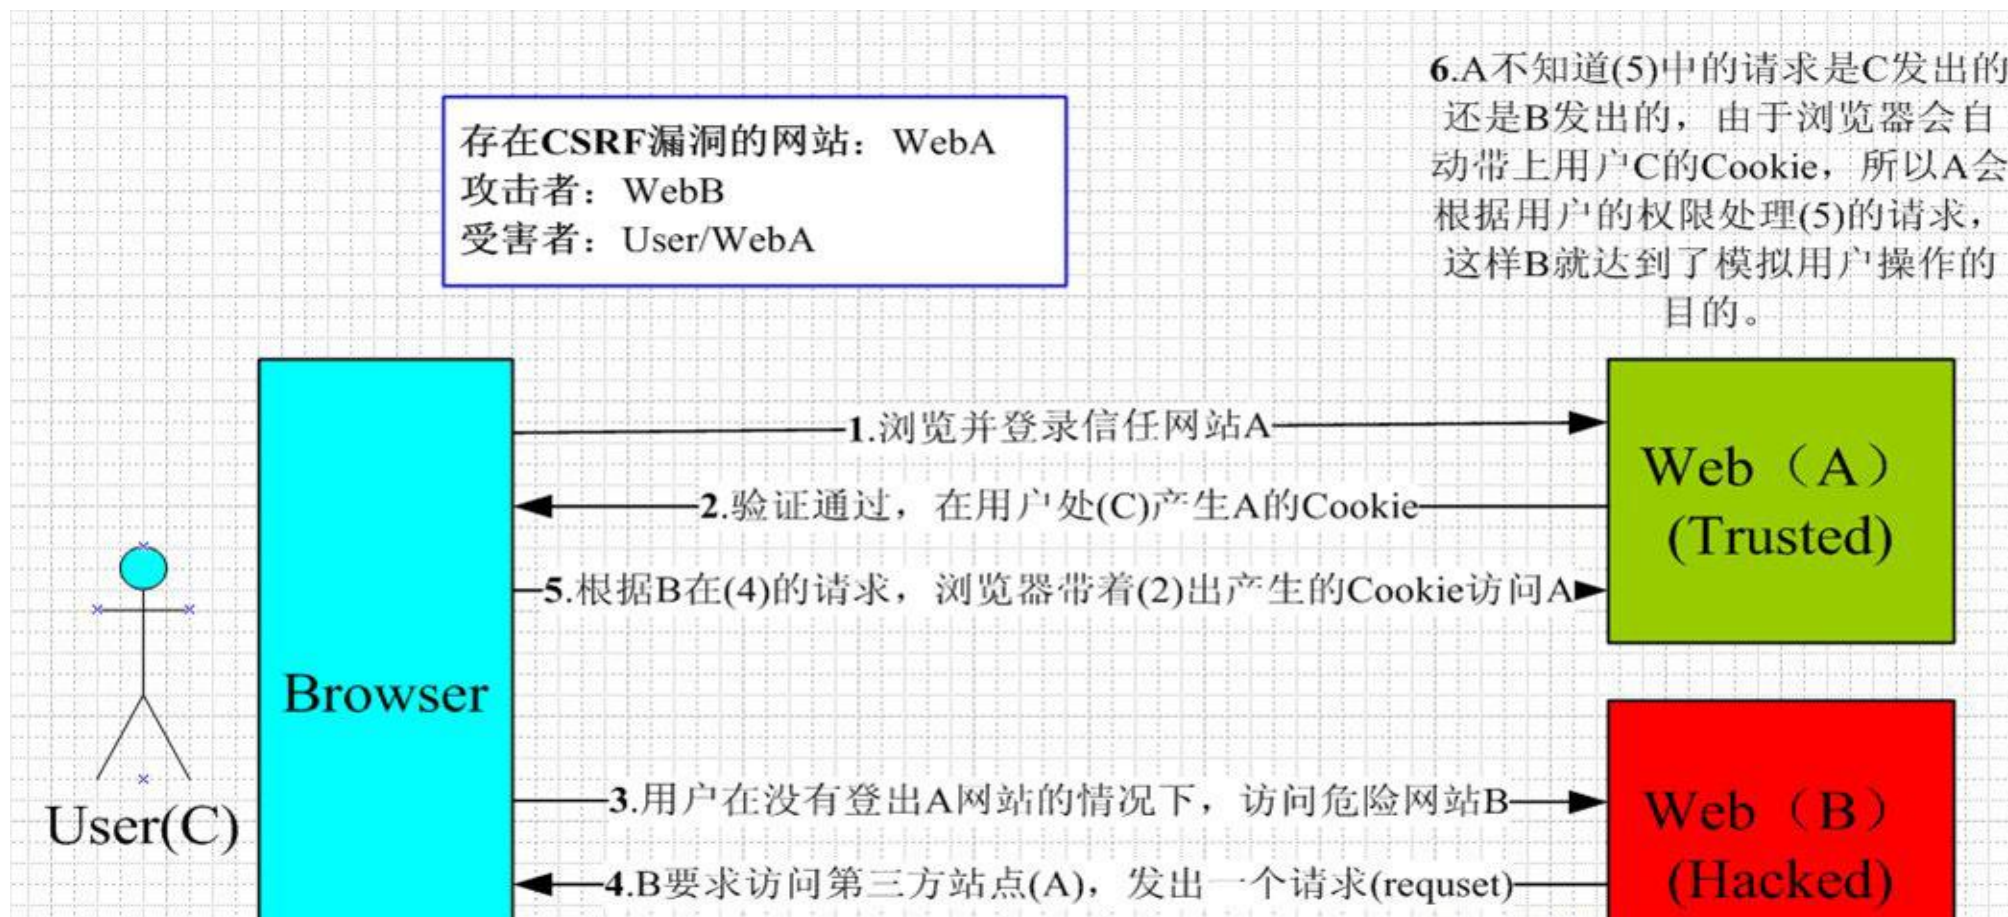 6.A不知道(5)中的请求是C发出的
还是B发出的，由于浏览器会自
动带上用户C的Cookie，所以A会
根据用户的权限处理(5)的请求，
这样B就达到了模拟用户操作的
目的。
存在CSRF漏洞的网站：WebA
攻击者：WebB
受害者：User/WebA
1.浏览并登录信任网站A
2.验证通过，在用户处(C)产生A的Cookie
5.根据B在(4)的请求，浏览器带着(2)出产生的Cookie访问A
3.用户在没有登出A网站的情况下，访问危险网站B
4.B要求访问第三方站点(A)，发出一个请求(requset)
Browser
User(C)
Web（A）
(Trusted)
Web（B）
(Hacked)